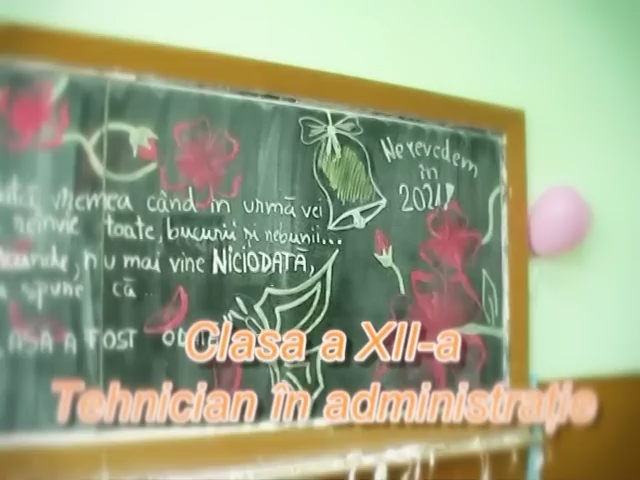 Ne revedem
în
2021!
vremea când în urmă vei
reînvie toate, bucurii și nebunii...
nu mai vine NICIODATĂ,
spune că
A FOST
Clasa a XII-a
Tehnician în administrație